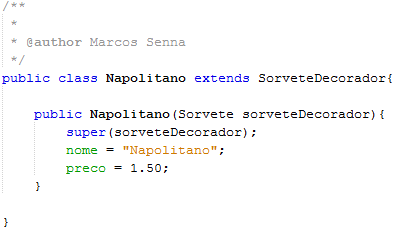 /**
 *
 * @author Marcos Senna
 */
public class Napolitano extends SorveteDecorador{
    public Napolitano(Sorvete sorveteDecorador){
        super(sorveteDecorador);
        nome = "Napolitano";
        preco = 1.50;
    }
}